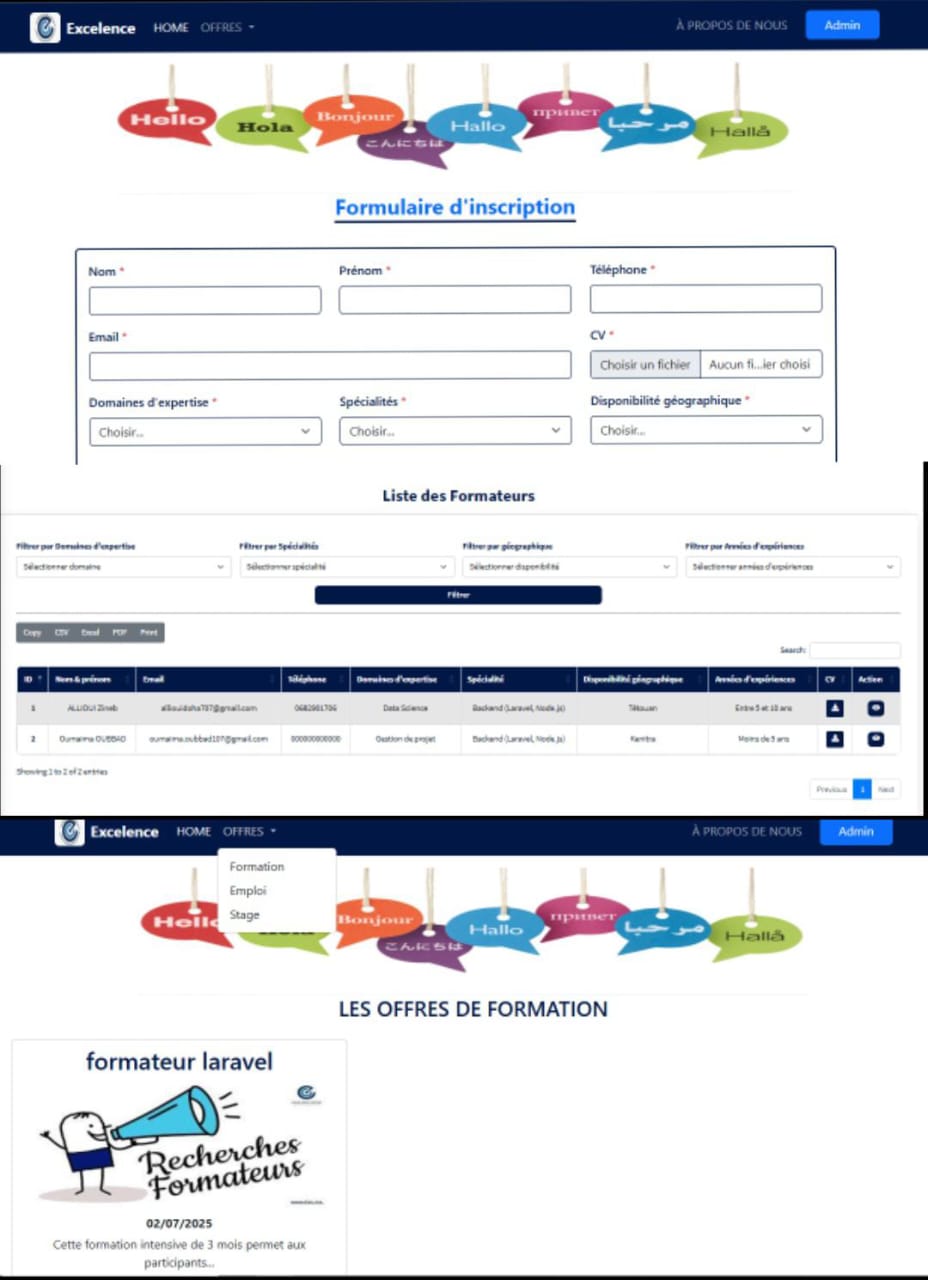 Excelence HOME OFFRES À PROPOS DE NOUS Admin
Hello Hola Bonjour こんにちは Hallo привет مرحبا Hallå
Formulaire d'inscription
Nom * Prénom * Téléphone *
Email * CV *
Choisir un fichier Aucun fi...ier choisi
Domaines d'expertise * Spécialités * Disponibilité géographique *
Choisir... Choisir... Choisir...
Liste des Formateurs
Filtrer par Domaines d'expertise Filtrer par Spécialités Filtrer par géographique Filtrer par Années d'expériences
Sélectionner domaine Sélectionner spécialité Sélectionner disponibilité Sélectionner années d'expériences
Filtrer
Copy CSV Excel PDF Print
Search:
ID Nom & prénom Email Téléphone Domaines d'expertise Spécialité Disponibilité géographique Années d'expériences CV Action
1 ALLIOUI Zineb alliouidoha707@gmail.com 0682901706 Data Science Backend (Laravel, Node.js) Tétouan Entre 5 et 10 ans
2 Oumaima OUBBAD oumaima.oubbad107@gmail.com 000000000000 Gestion de projet Backend (Laravel, Node.js) Kenitra Moins de 5 ans
Showing 1 to 2 of 2 entries
Previous 1 Next
Excelence HOME OFFRES À PROPOS DE NOUS Admin
Formation
Emploi
Stage
Hello Hola Bonjour こんにちは Hallo привет مرحبا Hallå
LES OFFRES DE FORMATION
formateur laravel
Recherches
Formateurs
02/07/2025
Cette formation intensive de 3 mois permet aux
participants...